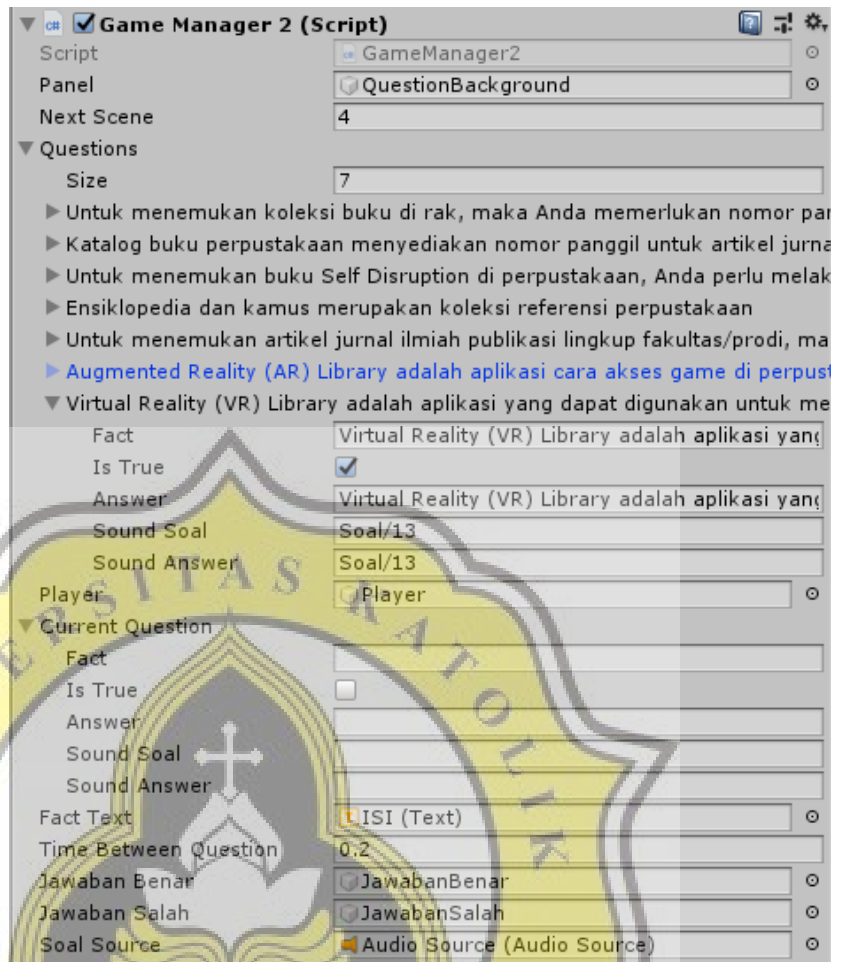 Game Manager 2 (Script)
Script GameManager2
Panel QuestionBackground
Next Scene 4
Questions
Size 7
Untuk menemukan koleksi buku di rak, maka Anda memerlukan nomor pan
Katalog buku perpustakaan menyediakan nomor panggil untuk artikel jurna
Untuk menemukan buku Self Disruption di perpustakaan, Anda perlu melak
Ensiklopedia dan kamus merupakan koleksi referensi perpustakaan
Untuk menemukan artikel jurnal ilmiah publikasi lingkup fakultas/prodi, ma
Augmented Reality (AR) Library adalah aplikasi cara akses game di perpust
Virtual Reality (VR) Library adalah aplikasi yang dapat digunakan untuk me
Fact Virtual Reality (VR) Library adalah aplikasi yang
Is True
Answer Virtual Reality (VR) Library adalah aplikasi yang
Sound Soal Soal/13
Sound Answer Soal/13
Player Player
Current Question
Fact
Is True
Answer
Sound Soal
Sound Answer
Fact Text ISI (Text)
Time Between Question 0.2
Jawaban Benar JawabanBenar
Jawaban Salah JawabanSalah
Soal Source Audio Source (Audio Source)
ERSITAS KATOLIK